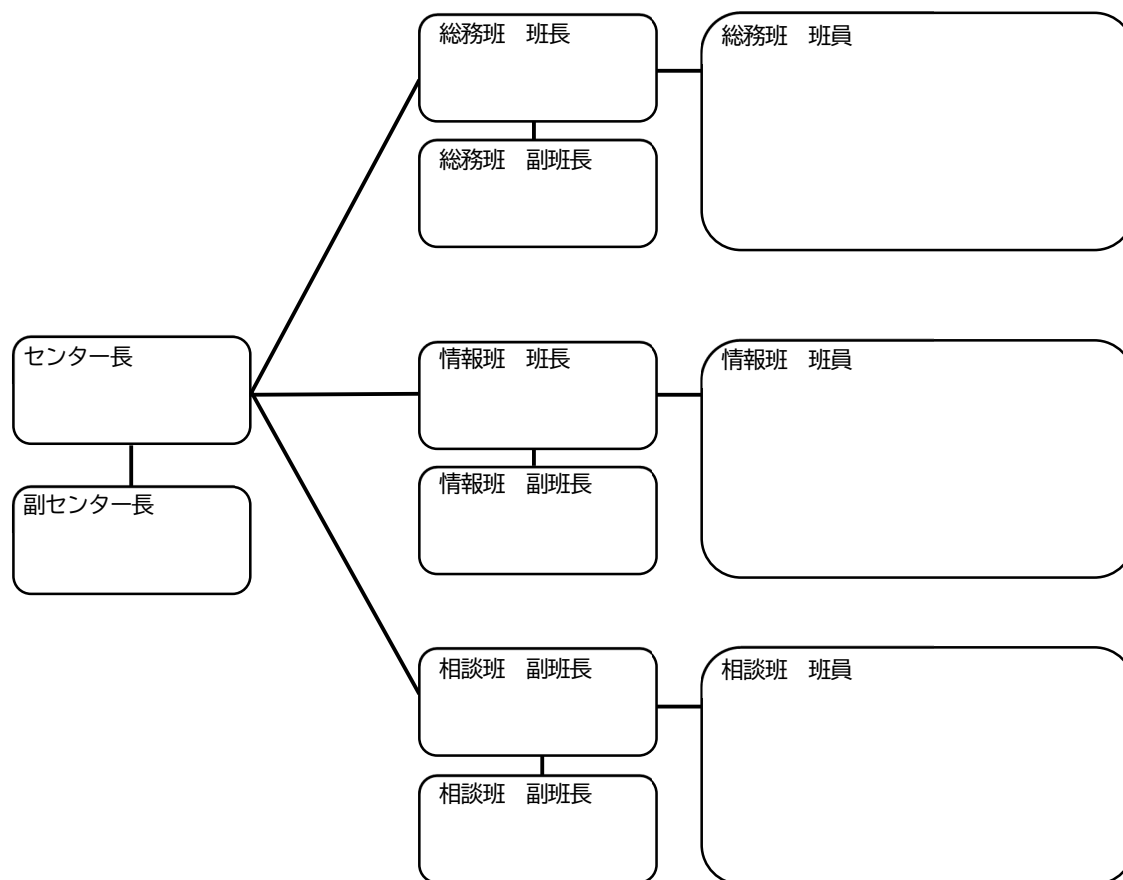 総務班　班長
総務班　班員
総務班　副班長
センター長
副センター長
情報班　班長
情報班　班員
情報班　副班長
相談班　副班長
相談班　班員
相談班　副班長